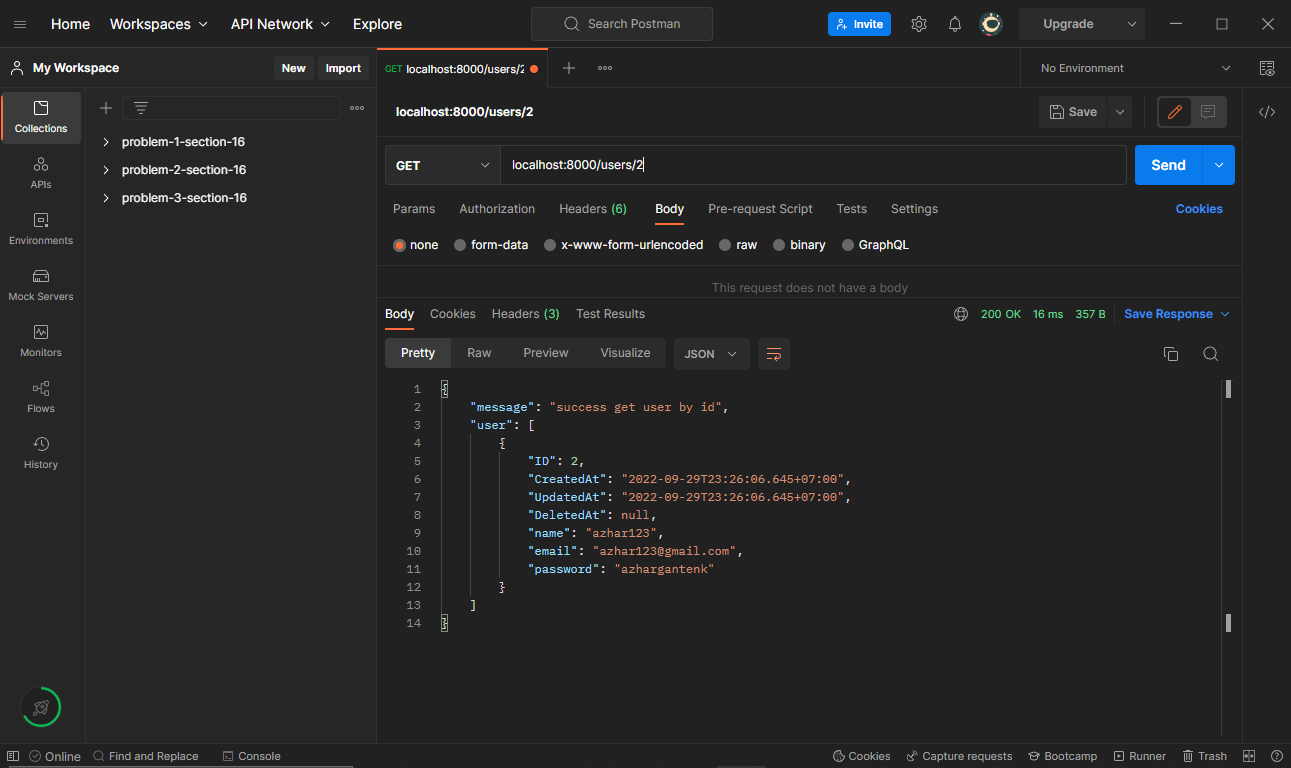 Home Workspaces API Network Explore Search Postman Invite Upgrade
My Workspace New Import GET localhost:8000/users/2 No Environment
Collections
APIs
Environments
Mock Servers
Monitors
Flows
History
problem-1-section-16
problem-2-section-16
problem-3-section-16
localhost:8000/users/2 Save
GET localhost:8000/users/2 Send
Params Authorization Headers (6) Body Pre-request Script Tests Settings Cookies
none form-data x-www-form-urlencoded raw binary GraphQL
This request does not have a body
Body Cookies Headers (3) Test Results 200 OK 16 ms 357 B Save Response
Pretty Raw Preview Visualize JSON
1 {
2 "message": "success get user by id",
3 "user": [
4 {
5 "ID": 2,
6 "CreatedAt": "2022-09-29T23:26:06.645+07:00",
7 "UpdatedAt": "2022-09-29T23:26:06.645+07:00",
8 "DeletedAt": null,
9 "name": "azhar123",
10 "email": "azhar123@gmail.com",
11 "password": "azhargantenk"
12 }
13 ]
14 }
Online Find and Replace Console Cookies Capture requests Bootcamp Runner Trash